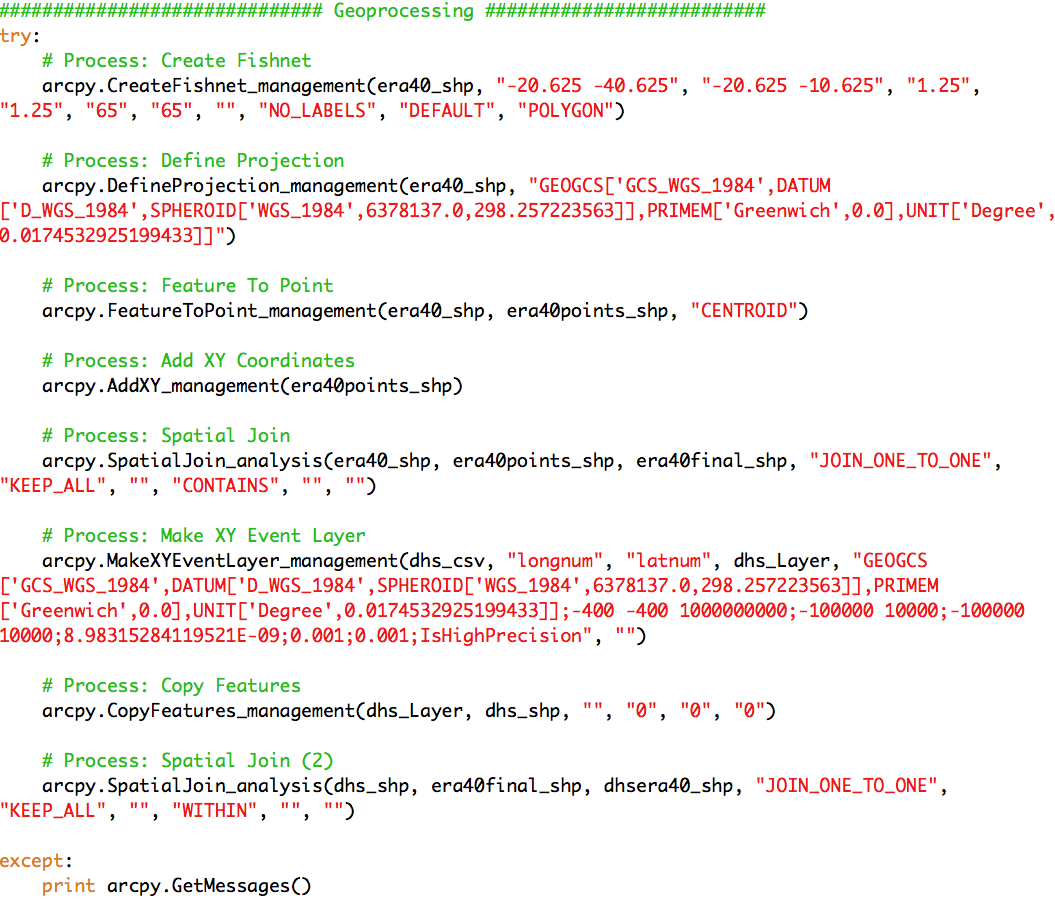 ############################## Geoprocessing ##########################
try:
    # Process: Create Fishnet
    arcpy.CreateFishnet_management(era40_shp, "-20.625 -40.625", "-20.625 -10.625", "1.25",
"1.25", "65", "65", "", "NO_LABELS", "DEFAULT", "POLYGON")

    # Process: Define Projection
    arcpy.DefineProjection_management(era40_shp, "GEOGCS['GCS_WGS_1984',DATUM
['D_WGS_1984',SPHEROID['WGS_1984',6378137.0,298.257223563]],PRIMEM['Greenwich',0.0],UNIT['Degree',
0.0174532925199433]]")

    # Process: Feature To Point
    arcpy.FeatureToPoint_management(era40_shp, era40points_shp, "CENTROID")

    # Process: Add XY Coordinates
    arcpy.AddXY_management(era40points_shp)

    # Process: Spatial Join
    arcpy.SpatialJoin_analysis(era40_shp, era40points_shp, era40final_shp, "JOIN_ONE_TO_ONE",
"KEEP_ALL", "", "CONTAINS", "", "")

    # Process: Make XY Event Layer
    arcpy.MakeXYEventLayer_management(dhs_csv, "longnum", "latnum", dhs_Layer, "GEOGCS
['GCS_WGS_1984',DATUM['D_WGS_1984',SPHEROID['WGS_1984',6378137.0,298.257223563]],PRIMEM
['Greenwich',0.0],UNIT['Degree',0.0174532925199433]];-400 -400 1000000000;-100000 10000;-100000
10000;8.98315284119521E-09;0.001;0.001;IsHighPrecision", "")

    # Process: Copy Features
    arcpy.CopyFeatures_management(dhs_Layer, dhs_shp, "", "0", "0", "0")

    # Process: Spatial Join (2)
    arcpy.SpatialJoin_analysis(dhs_shp, era40final_shp, dhsera40_shp, "JOIN_ONE_TO_ONE",
"KEEP_ALL", "", "WITHIN", "", "")

except:
    print arcpy.GetMessages()